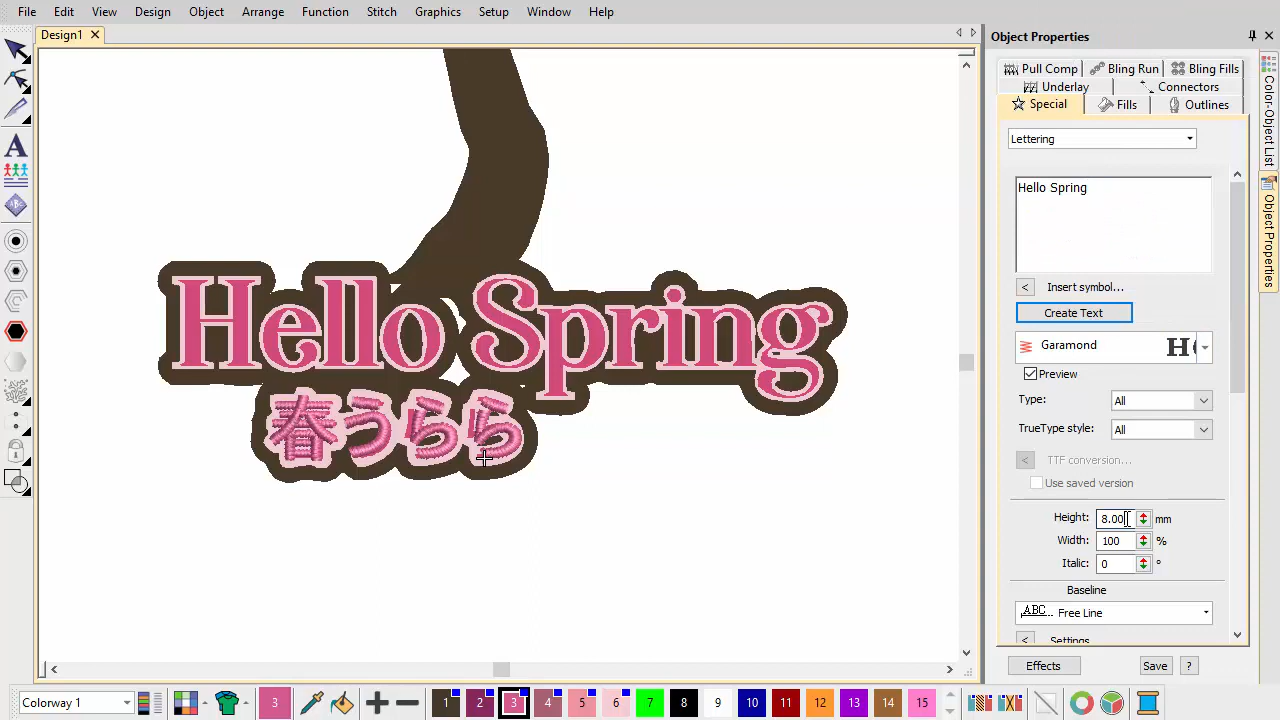 File Edit View Design Object Arrange Function Stitch Graphics Setup Window Help
Design1
Object Properties
Pull Comp Bling Run Bling Fills
Underlay Connectors
Special Fills Outlines
Lettering
Hello Spring
< Insert symbol...
Create Text
Garamond
Preview
Type: All
TrueType style: All
< TTF conversion...
Use saved version
Height: 8.00 mm
Width: 100 %
Italic: 0 °
Baseline
ABC Free Line
< Settings
Effects Save ?
Color-Object List
Object Properties
Hello Spring
春うらら
Colorway 1
3
1 2 3 4 5 6 7 8 9 10 11 12 13 14 15